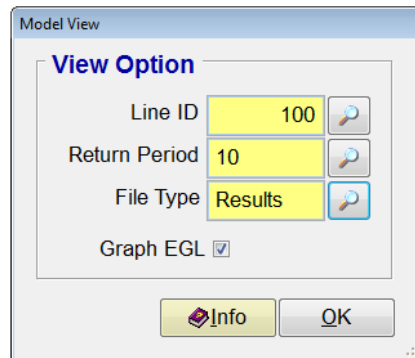 Model View
View Option
Line ID 100
Return Period 10
File Type Results
Graph EGL
Info OK